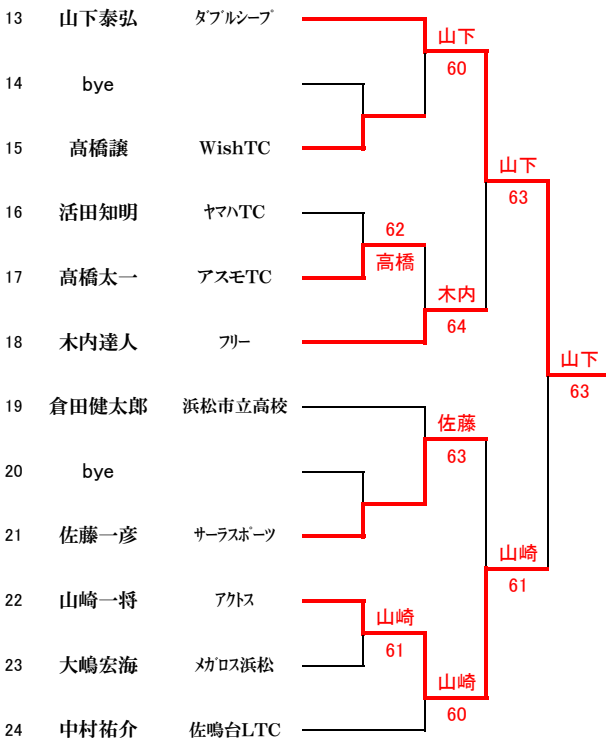 13 山下泰弘 ダブルシープ 山下
60
14 bye
15 高橋譲 WishTC
山下
63
16 活田知明 ヤマハTC
62
高橋
17 高橋太一 アスモTC
木内
64
18 木内達人 フリー
山下
63
19 倉田健太郎 浜松市立高校
佐藤
63
20 bye
21 佐藤一彦 サーラスポーツ
山崎
61
22 山崎一将 アクトス
山崎
61
23 大嶋宏海 メガロス浜松
山崎
60
24 中村祐介 佐鳴台LTC